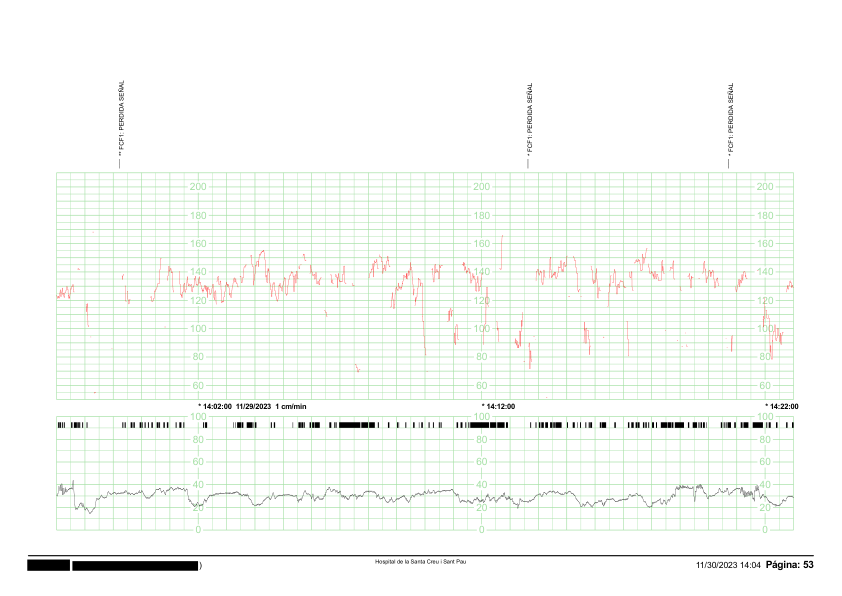 ** FCF1: PERDIDA SEÑAL
* FCF1: PERDIDA SEÑAL
* FCF1: PERDIDA SEÑAL
200 200 200
180 180 180
160 160 160
140 140 140
120 120 120
100 100 100
80 80 80
60 60 60
* 14:02:00 11/29/2023 1 cm/min * 14:12:00 * 14:22:00
100 100 100
80 80 80
60 60 60
40 40 40
20 20 20
0 0 0
) Hospital de la Santa Creu i Sant Pau 11/30/2023 14:04 Página: 53